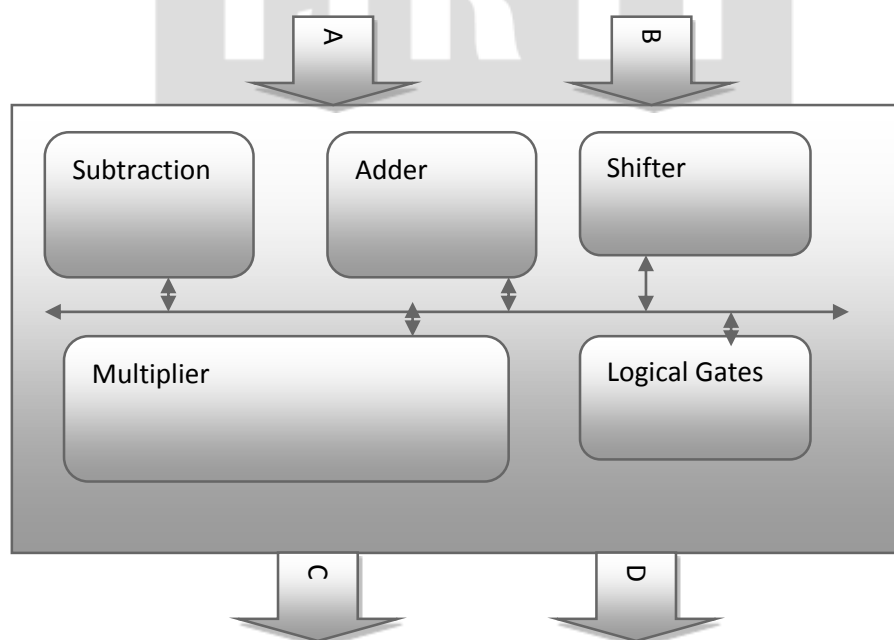 A
B
Subtraction
Adder
Shifter
Multiplier
Logical Gates
C
D